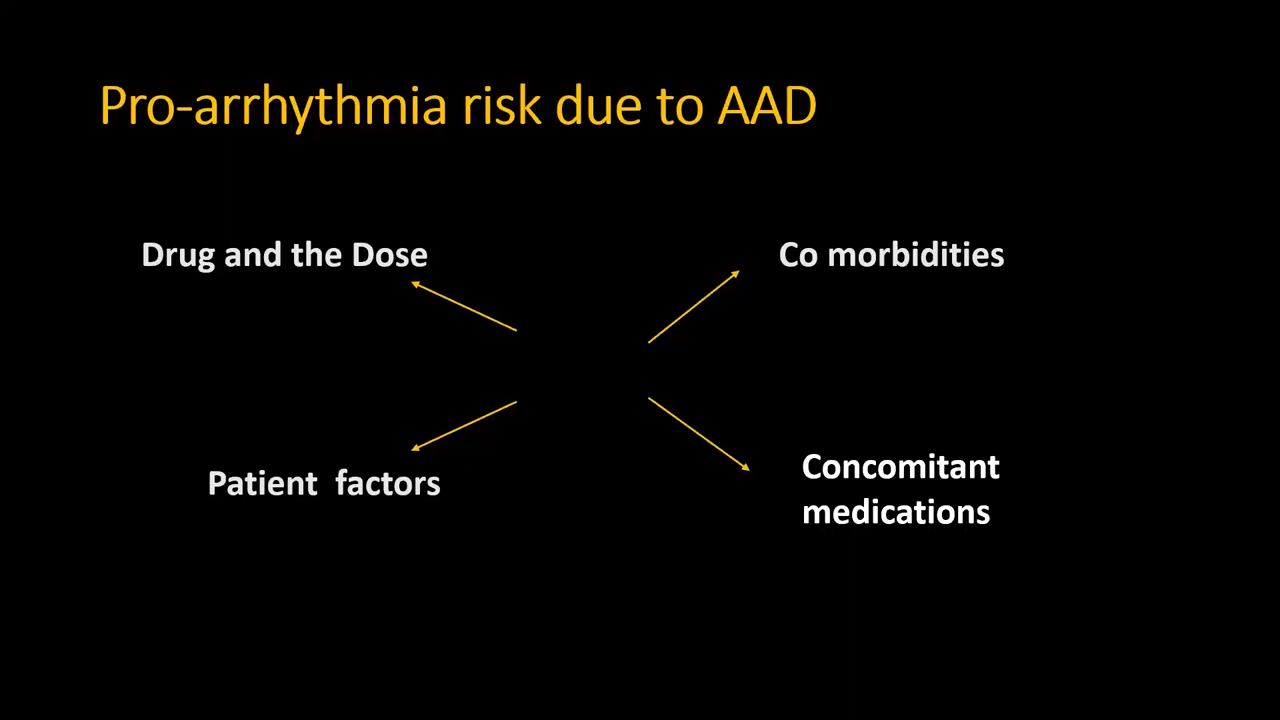 Pro-arrhythmia risk due to AAD
Drug and the Dose
Co morbidities
Patient  factors
Concomitant
medications